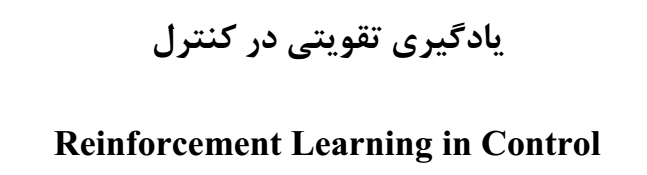 یادگیری تقویتی در کنترل
Reinforcement Learning in Control